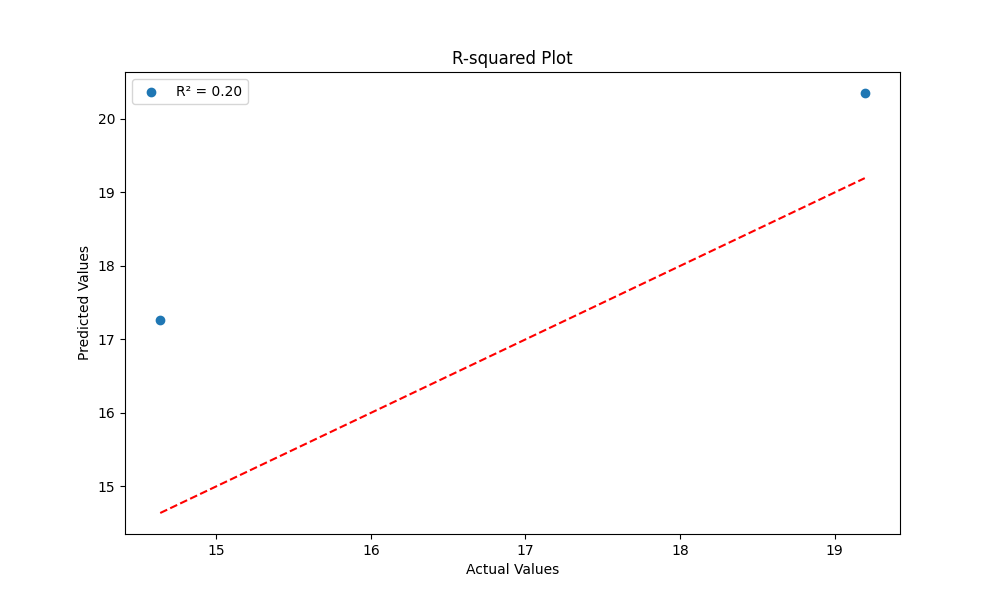 R-squared Plot
R² = 0.20
20
19
18
17
16
15
Predicted Values
15
16
17
18
19
Actual Values